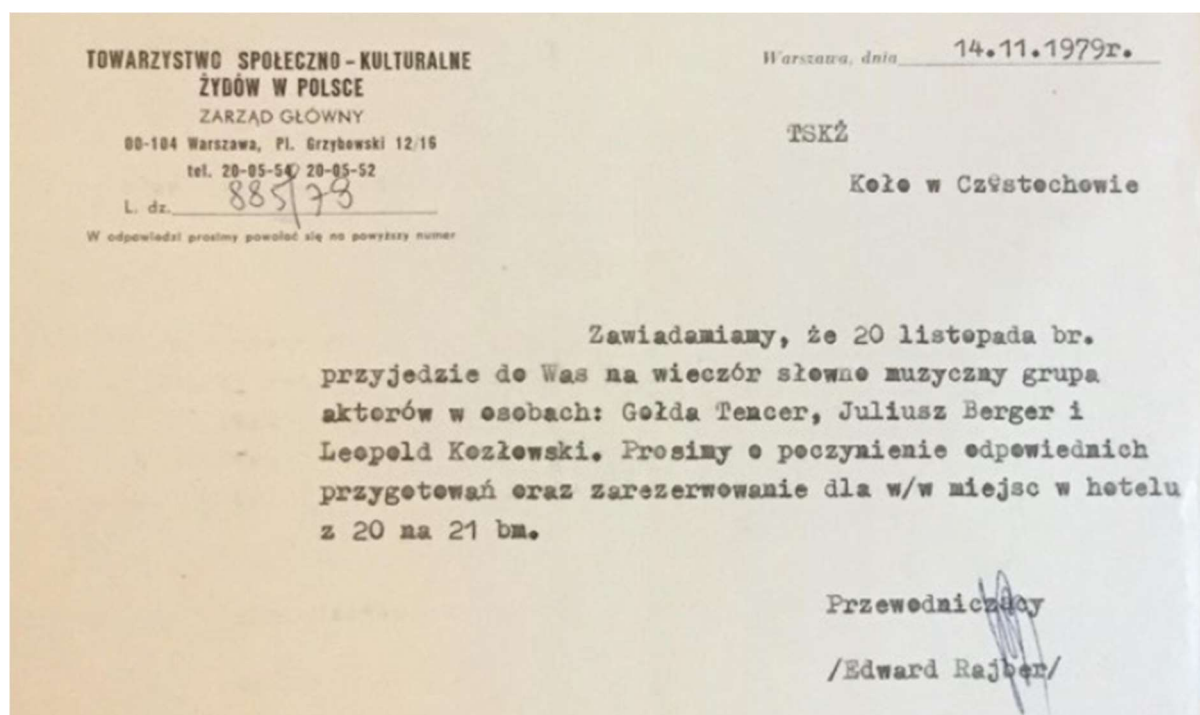 TOWARZYSTWO SPOŁECZNO-KULTURALNE
ŻYDÓW W POLSCE
ZARZĄD GŁÓWNY
00-104 Warszawa, Pl. Grzybowski 12/16
tel. 20-05-54, 20-05-52
L. dz. 885/79
W odpowiedzi prosimy powołać się na powyższy numer
Warszawa, dnia 14.11.1979r.
TSKŻ
Koło w Częstochowie
Zawiadamiamy, że 20 listopada br.
przyjedzie do Was na wieczór słowno muzyczny grupa
aktorów w osobach: Gołda Tencer, Juliusz Berger i
Leopold Kozłowski. Prosimy o poczynienie odpowiednich
przygotowań oraz zarezerwowanie dla w/w miejsc w hotelu
z 20 na 21 bm.
Przewodniczący
/Edward Rajber/